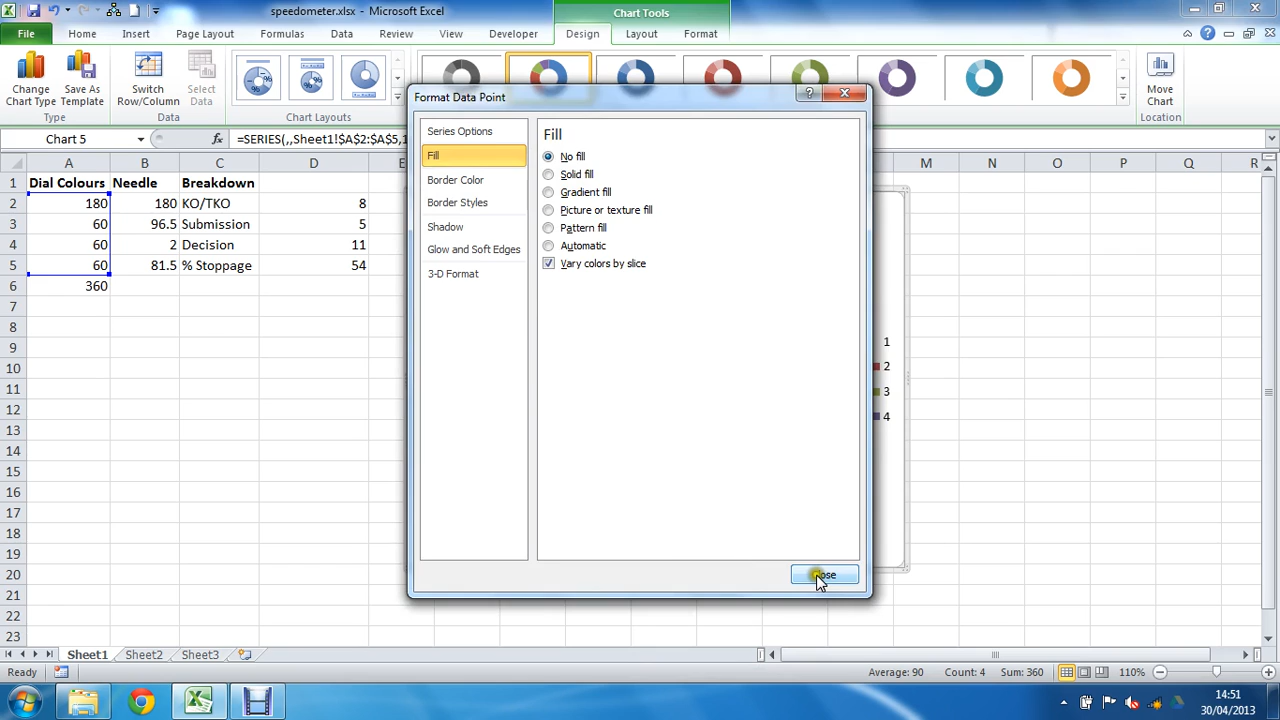 speedometer.xlsx - Microsoft Excel
Chart Tools
File Home Insert Page Layout Formulas Data Review View Developer Design Layout Format
Change Chart Type
Save As Template
Switch Row/Column
Select Data
Move Chart
Type Data Chart Layouts Location
Chart 5 fx =SERIES(,,Sheet1!$A$2:$A$5,1
A B C D E M N O P Q R
1 Dial Colours Needle Breakdown
2 180 180 KO/TKO 8
3 60 96.5 Submission 5
4 60 2 Decision 11
5 60 81.5 % Stoppage 54
6 360
7
8
9
10
11
12
13
14
15
16
17
18
19
20
21
22
23
Format Data Point
Series Options
Fill
Border Color
Border Styles
Shadow
Glow and Soft Edges
3-D Format
Fill
No fill
Solid fill
Gradient fill
Picture or texture fill
Pattern fill
Automatic
Vary colors by slice
1
2
3
4
Sheet1 Sheet2 Sheet3
Ready Average: 90 Count: 4 Sum: 360 110%
14:51
30/04/2013